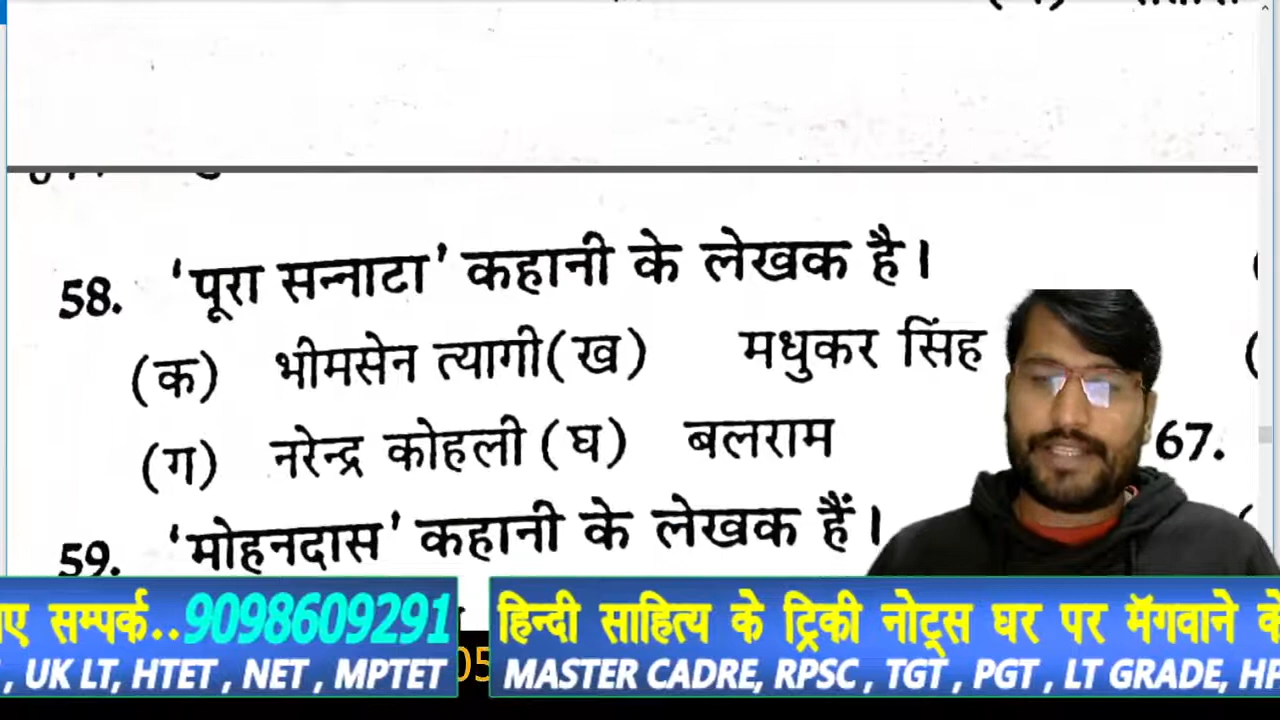 58. 'पूरा सन्नाटा' कहानी के लेखक है।
(क) भीमसेन त्यागी (ख) मधुकर सिंह
(ग) नरेन्द्र कोहली (घ) बलराम
67.
59. 'मोहनदास' कहानी के लेखक हैं।
ए सम्पर्क..9098609291 हिन्दी साहित्य के ट्रिकी नोट्स घर पर मॅगवाने के
, UK LT, HTET , NET , MPTET 05 MASTER CADRE, RPSC , TGT , PGT , LT GRADE, HP